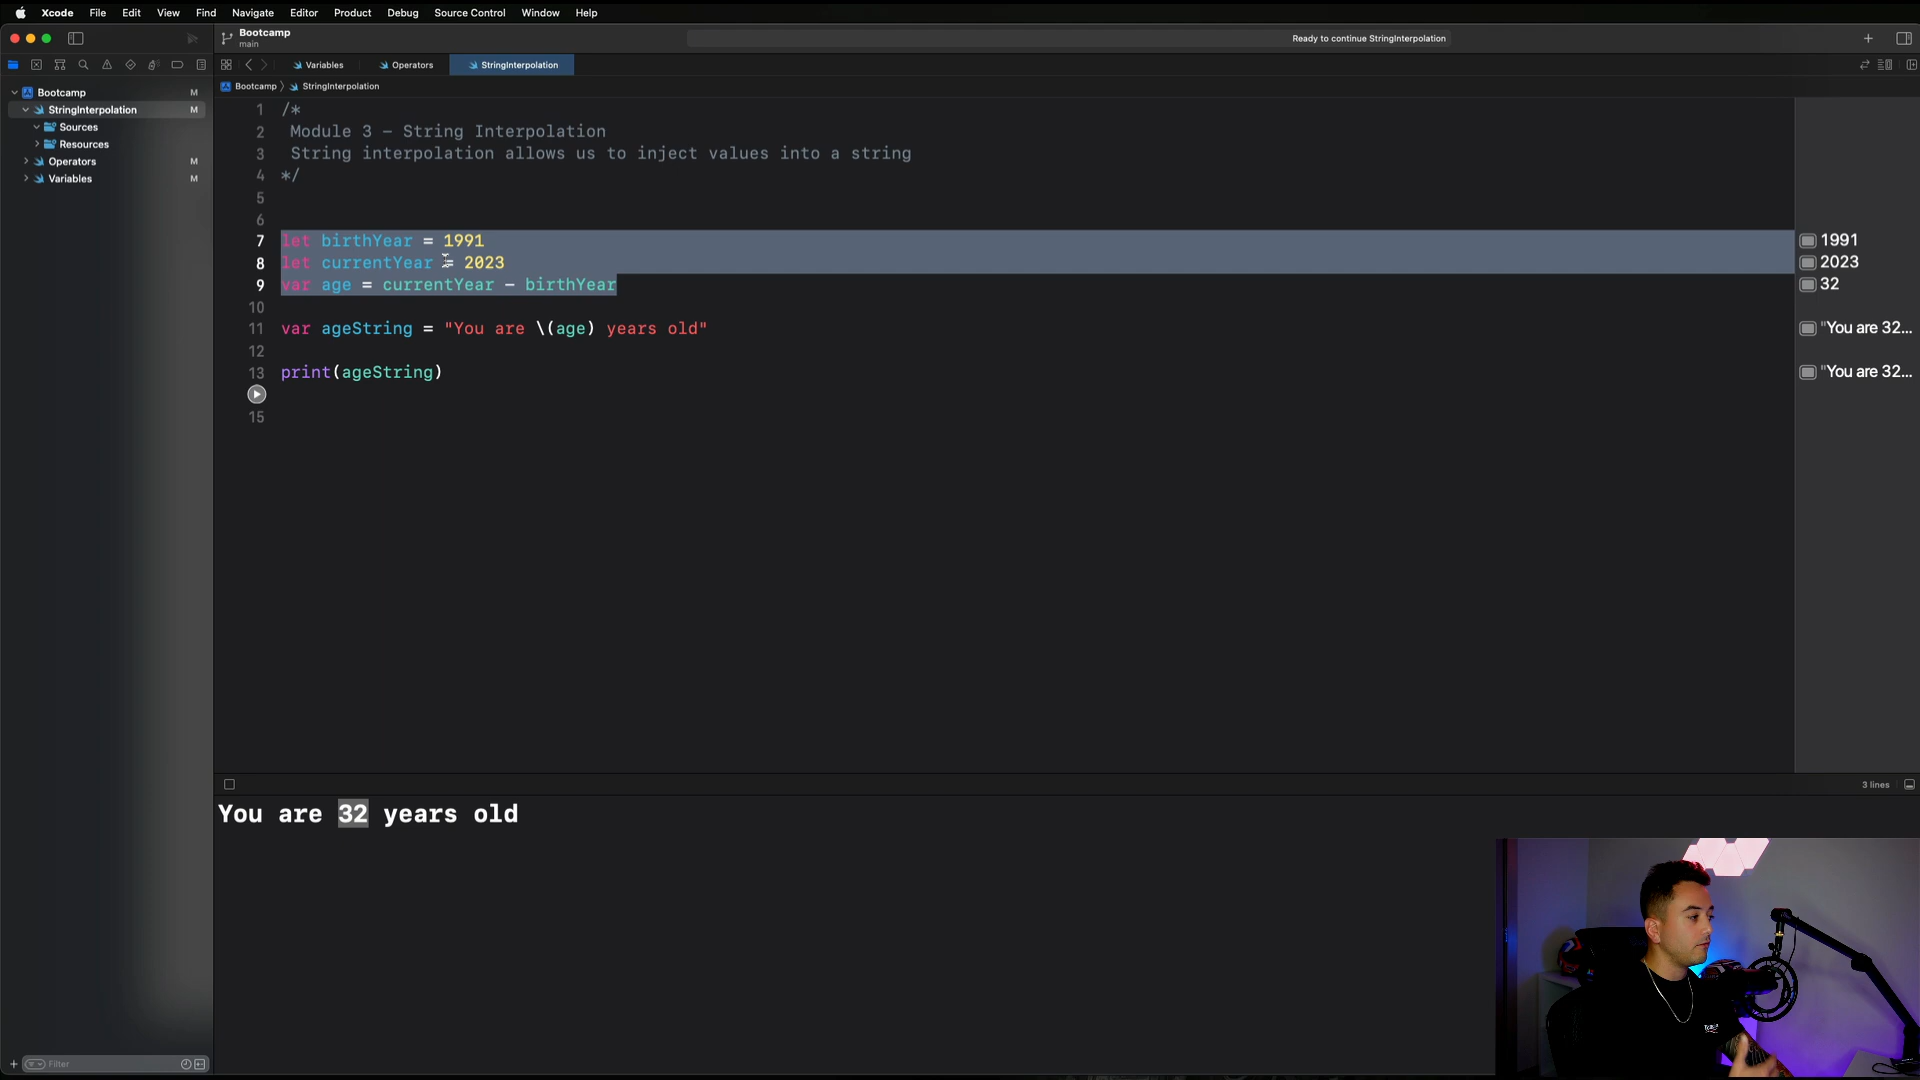 Xcode File Edit View Find Navigate Editor Product Debug Source Control Window Help
Bootcamp
main
Ready to continue StringInterpolation
Variables Operators StringInterpolation
Bootcamp StringInterpolation
Bootcamp M
StringInterpolation M
Sources
Resources
Operators M
Variables M
1 /*
2 Module 3 – String Interpolation
3 String interpolation allows us to inject values into a string
4 */
5
6
7 let birthYear = 1991 1991
8 let currentYear = 2023 2023
9 var age = currentYear - birthYear 32
10
11 var ageString = "You are \(age) years old" "You are 32...
12
13 print(ageString) "You are 32...
15
3 lines
You are 32 years old
Filter